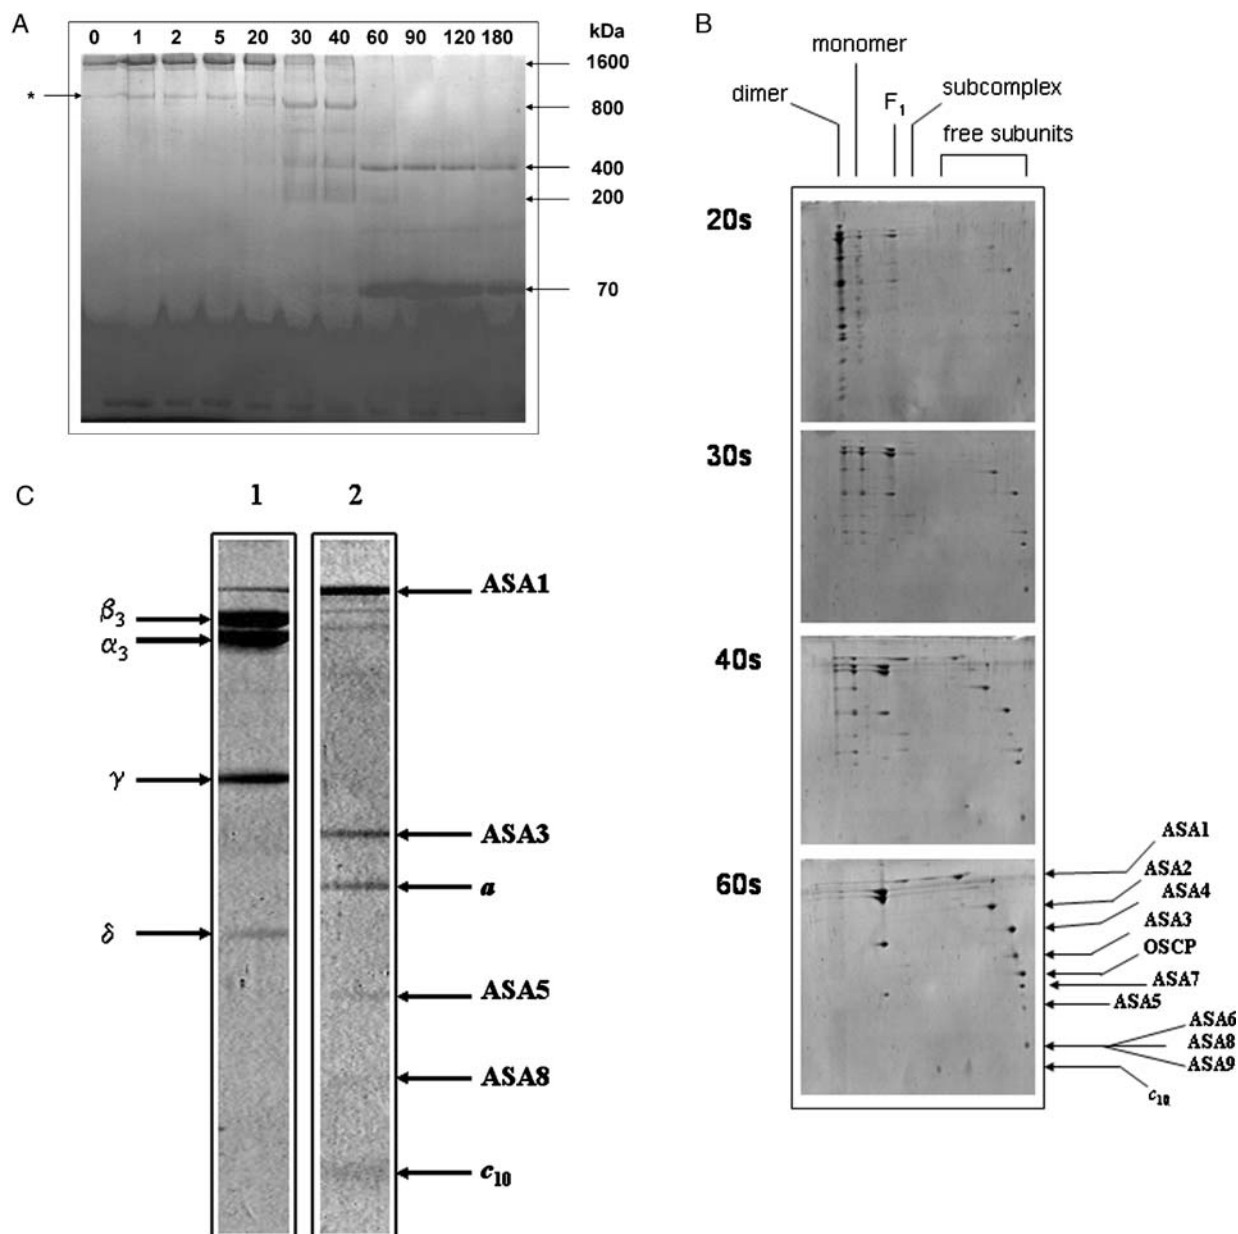 A
0 1 2 5 20 30 40 60 90 120 180 kDa
1600
*
800
400
200
70
B
monomer
dimer
F₁
subcomplex
free subunits
20s
30s
40s
60s
ASA1
ASA2
ASA4
ASA3
OSCP
ASA7
ASA5
ASA6
ASA8
ASA9
c₁₀
C
1 2
ASA1
β₃
α₃
γ
ASA3
a
δ
ASA5
ASA8
c₁₀